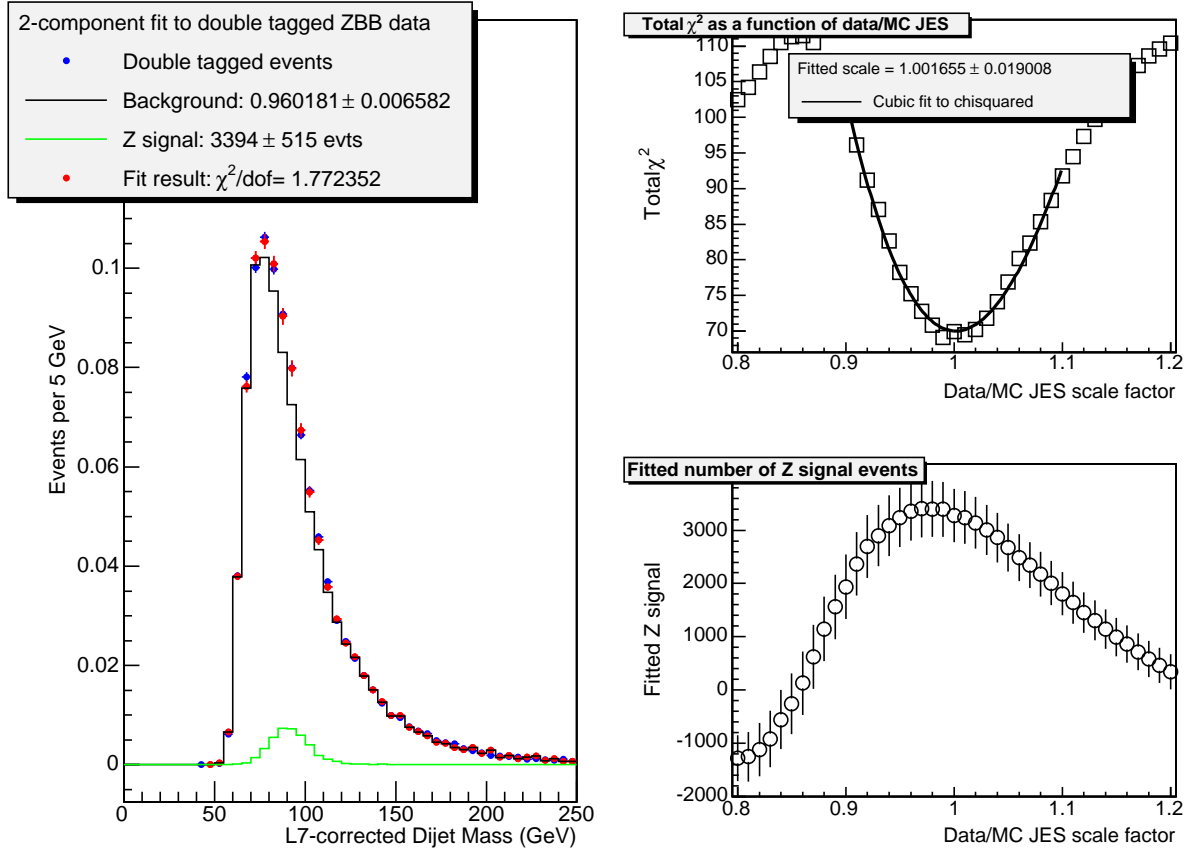 2-component fit to double tagged ZBB data
Double tagged events
Background: 0.960181 ± 0.006582
Z signal: 3394 ± 515 evts
Fit result: χ²/dof= 1.772352
Events per 5 GeV
0.1
0.08
0.06
0.04
0.02
0
0 50 100 150 200 250
L7-corrected Dijet Mass (GeV)
Total χ² as a function of data/MC JES
Fitted scale = 1.001655 ± 0.019008
Cubic fit to chisquared
Total χ²
110
105
100
95
90
85
80
75
70
0.8 0.9 1 1.1 1.2
Data/MC JES scale factor
Fitted number of Z signal events
Fitted Z signal
3000
2000
1000
0
-1000
-2000
0.8 0.9 1 1.1 1.2
Data/MC JES scale factor